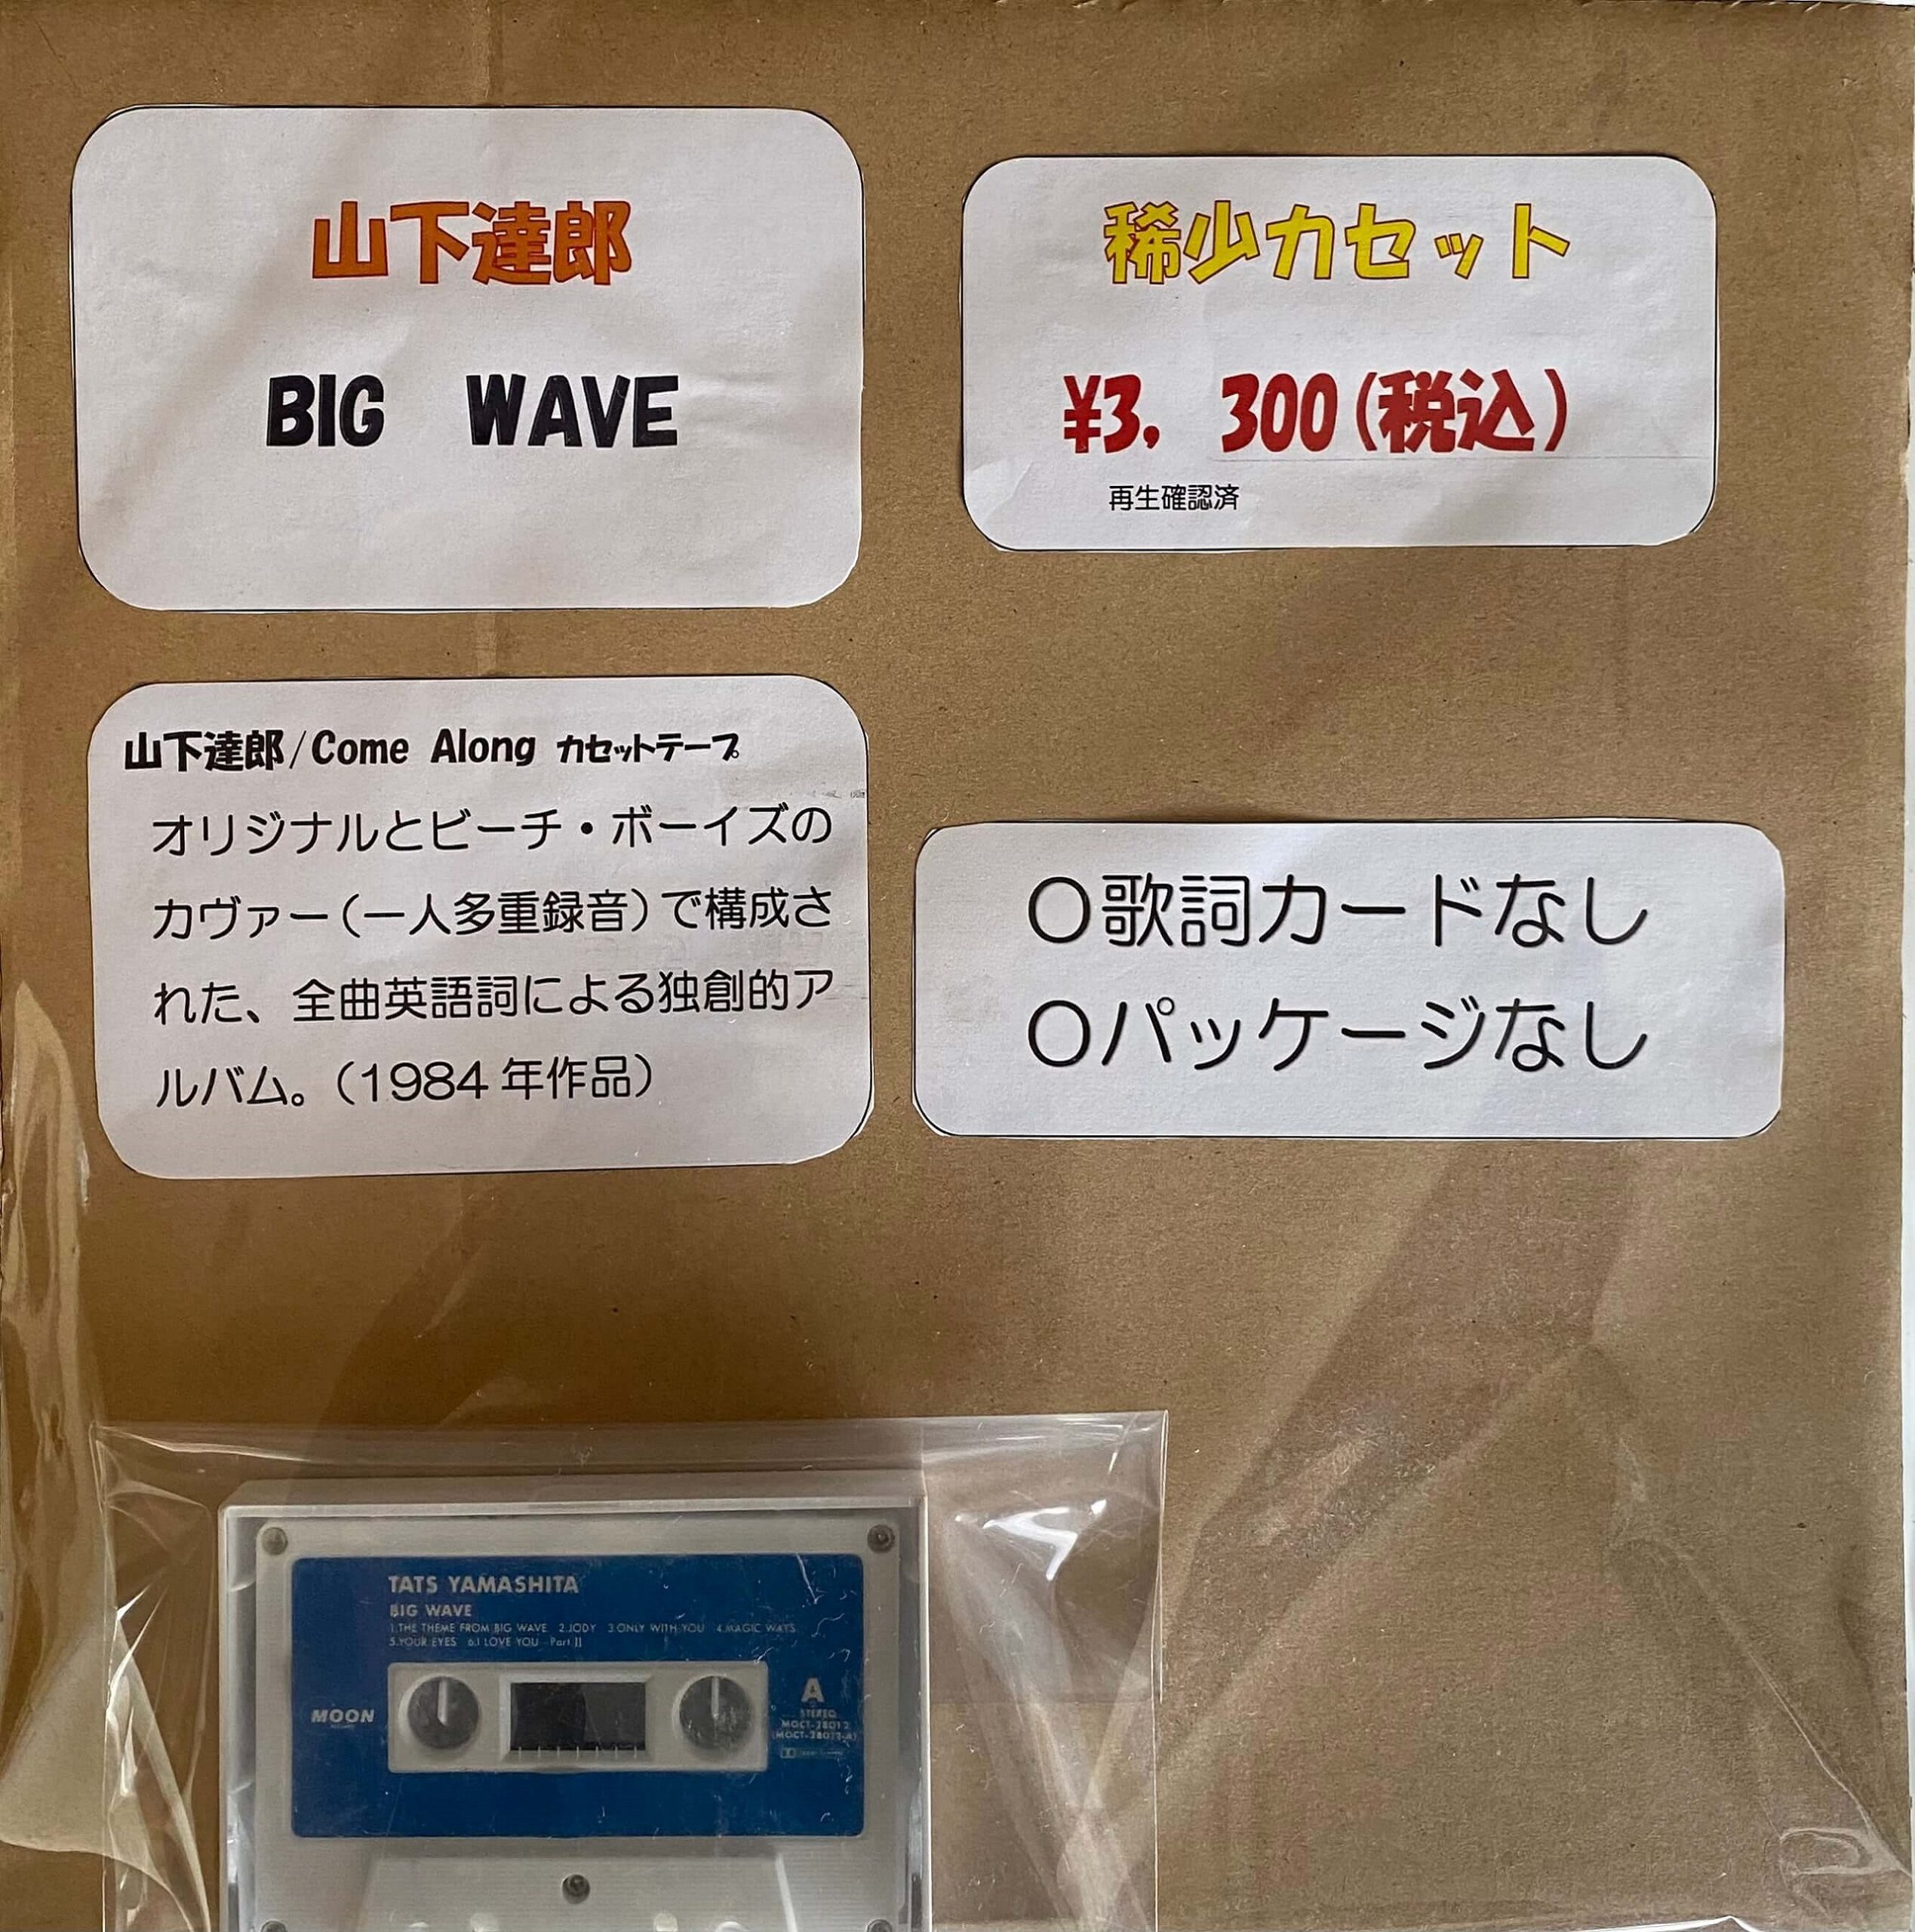 山下達郎
BIG　WAVE
稀少カセット
¥3，300(税込)
再生確認済
山下達郎/Come Along カセットテープ
オリジナルとビーチ・ボーイズの
カヴァー(一人多重録音)で構成さ
れた、全曲英語詞による独創的ア
ルバム。(1984年作品)
○歌詞カードなし
○パッケージなし
TATS YAMASHITA
BIG WAVE
1.THE THEME FROM BIG WAVE 2.JODY 3.ONLY WITH YOU 4.MAGIC WAYS
5.YOUR EYES 6.I LOVE YOU…Part II
MOON
A
STEREO
MOCT-28012
(MOCT-28012-A)